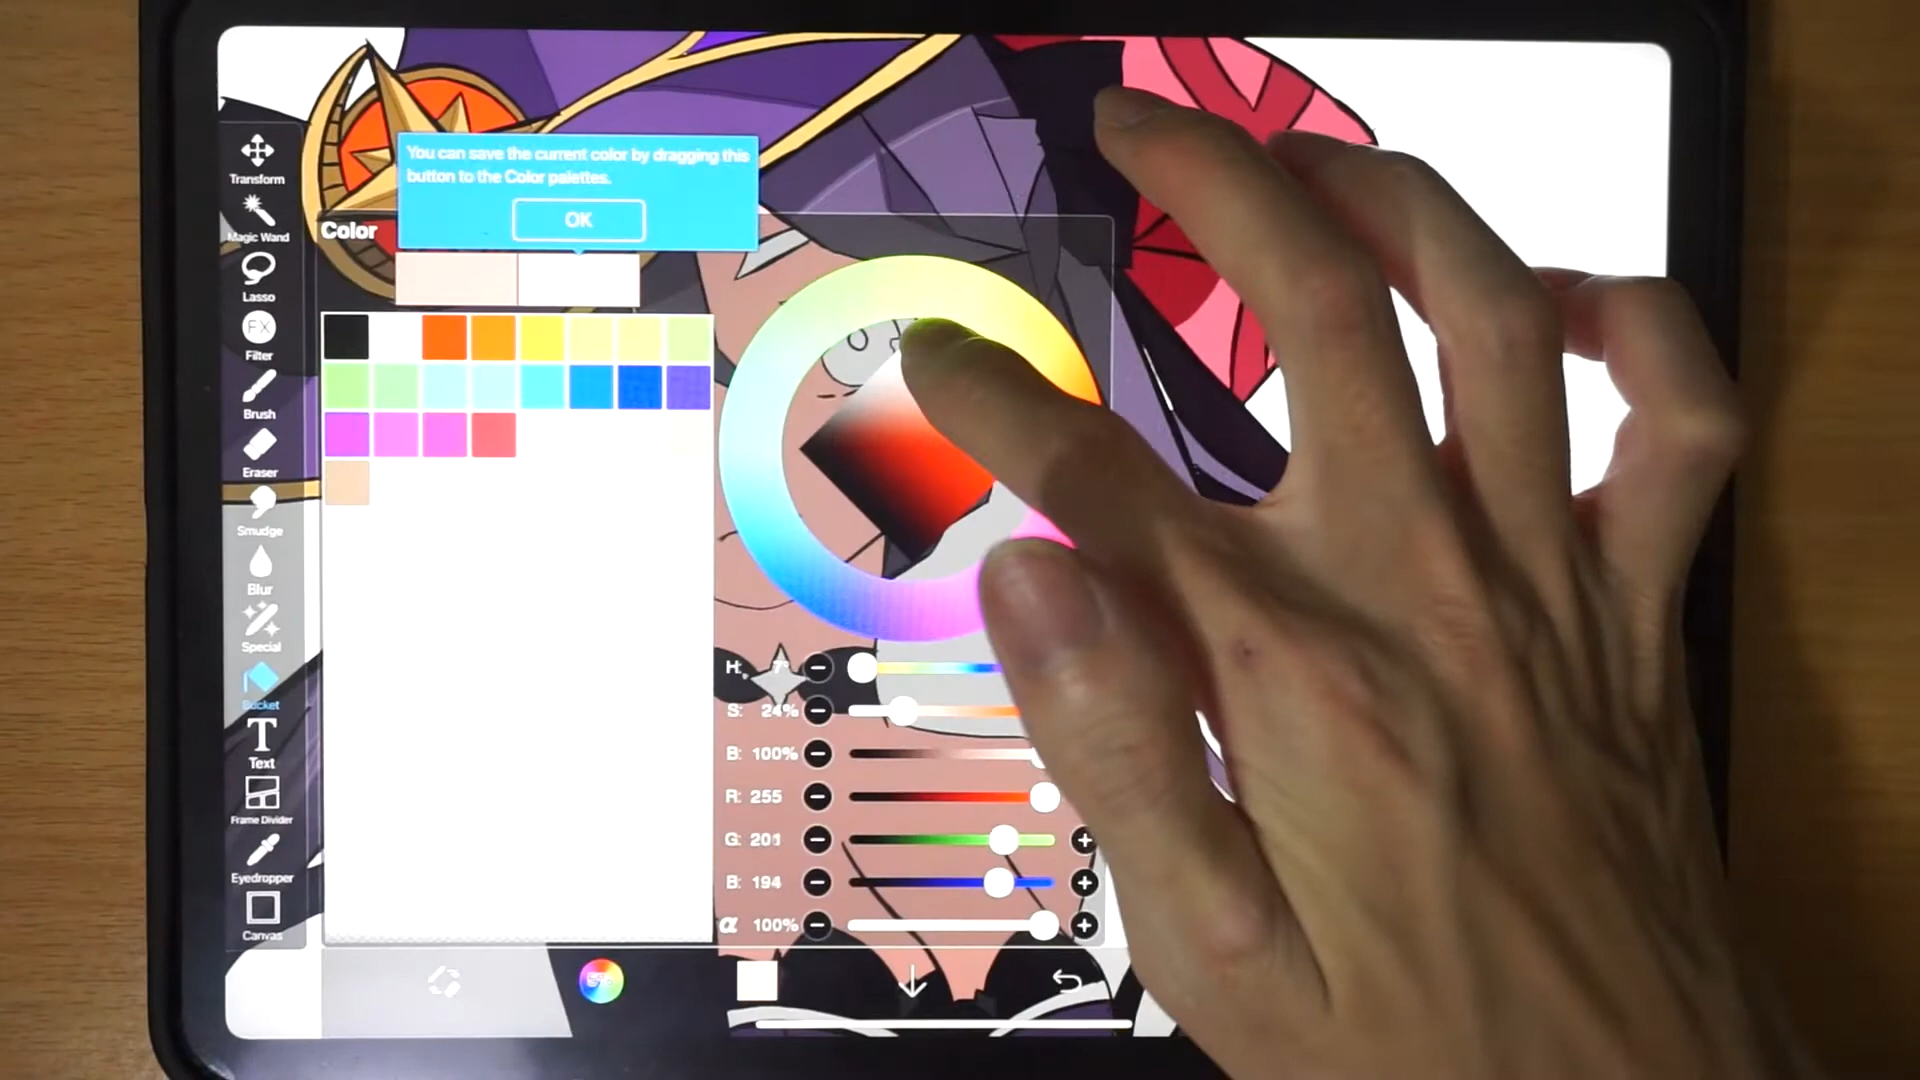 You can save the current color by dragging this
button to the Color palettes.
OK
Color
Transform
Magic Wand
Lasso
FX
Filter
Brush
Eraser
Smudge
Blur
Special
Bucket
T
Text
Frame Divider
Eyedropper
Canvas
H: 7°
S: 24%
B: 100%
R: 255
G: 201
B: 194
α 100%